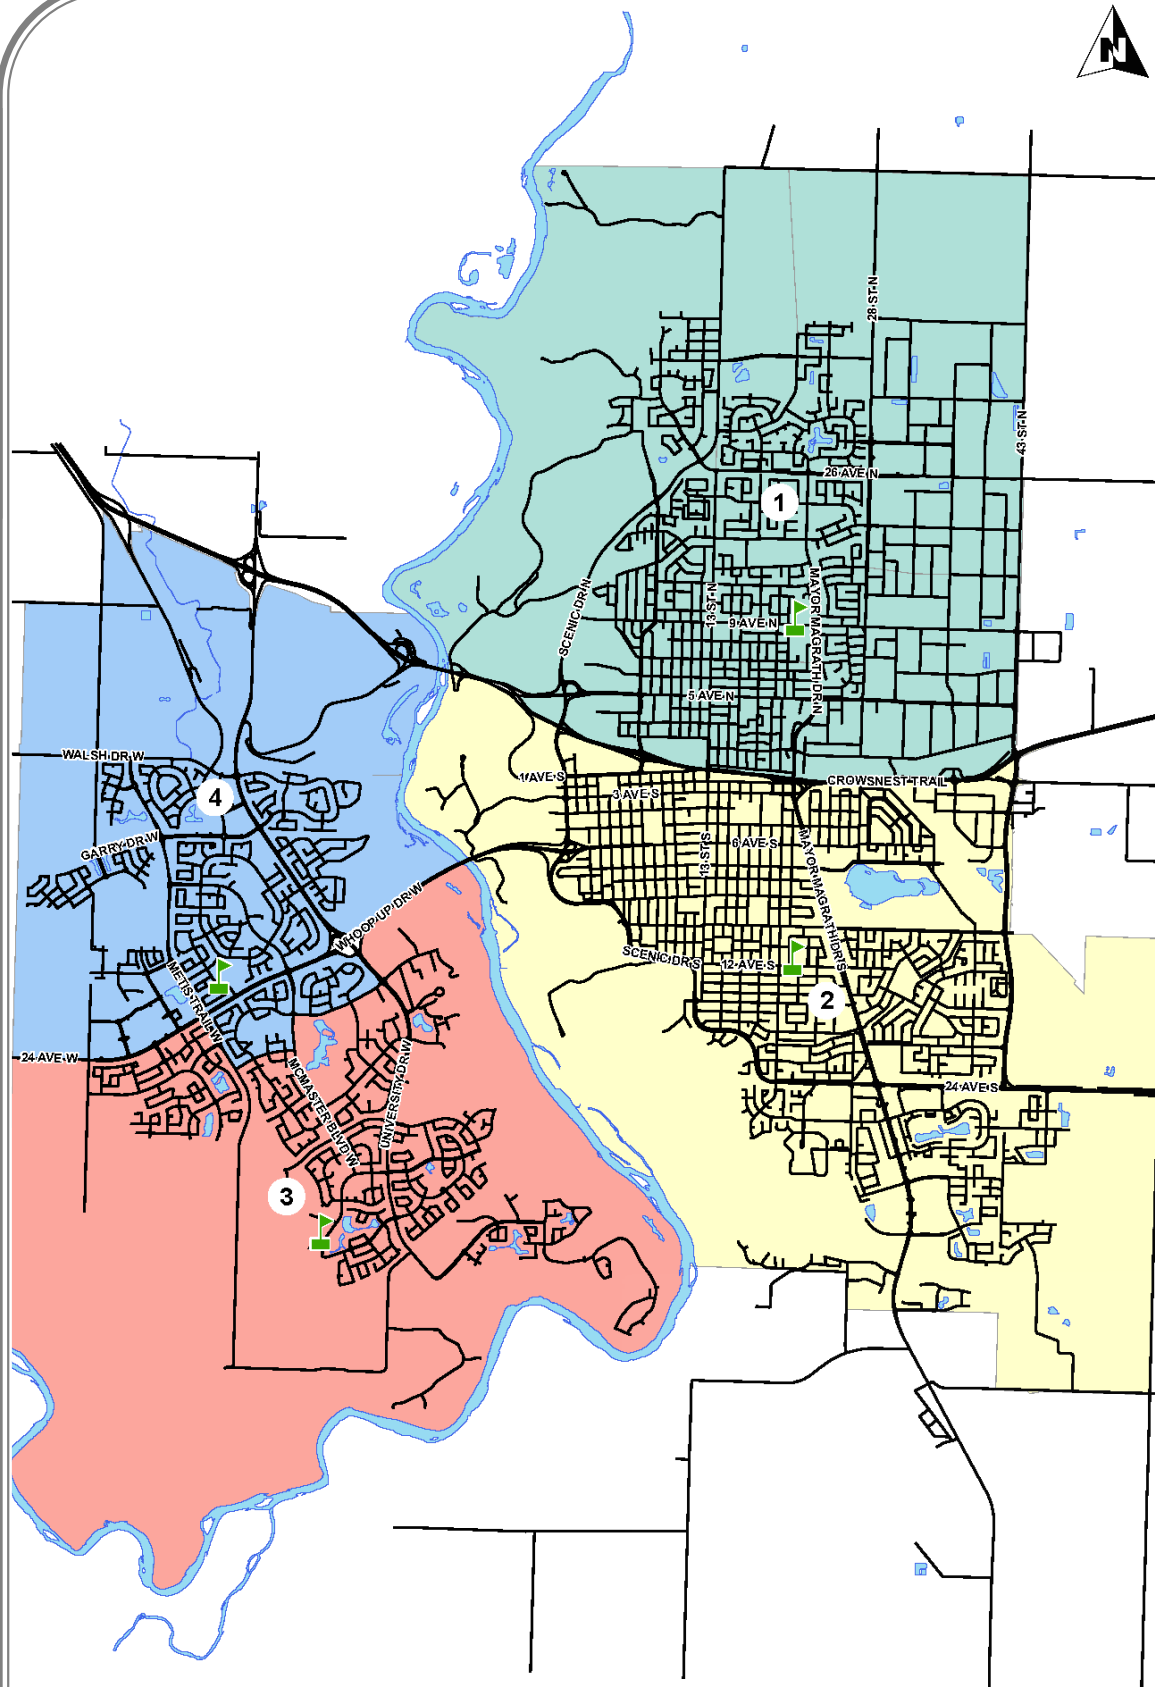 N
28 ST N
43 ST N
26 AVE N
1
MAYOR MAGRATH DR N
13 ST N
SCENIC DR N
9 AVE N
5 AVE N
WALSH DR W
1 AVE S
CROWSNEST TRAIL
3 AVE S
4
GARRY DR W
13 ST S
6 AVE S
MAYOR MAGRATH DR S
WHOOP UP DR W
SCENIC DR S
12 AVE S
METIS TRAIL W
2
24 AVE W
MCMASTER BLVD W
UNIVERSITY DR W
24 AVE S
3